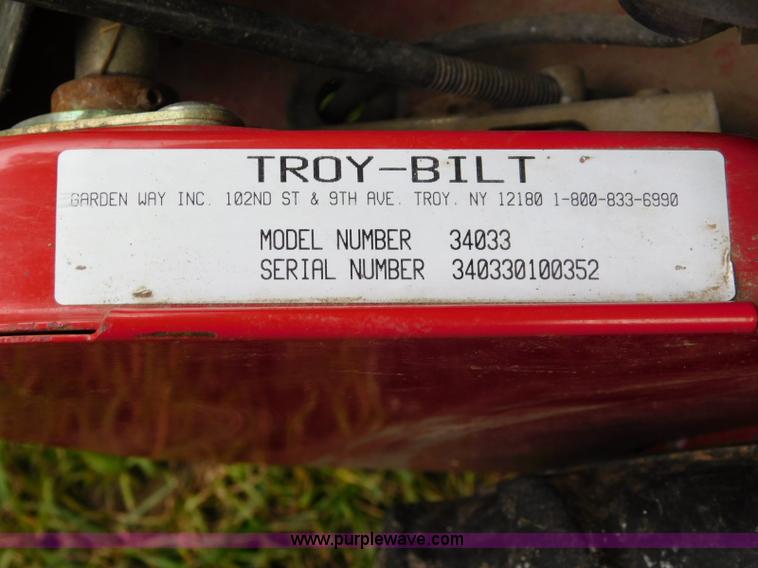 TROY-BILT
GARDEN WAY INC. 102ND ST & 9TH AVE. TROY, NY 12180 1-800-833-6990
MODEL NUMBER 34033
SERIAL NUMBER 340330100352
www.purplewave.com